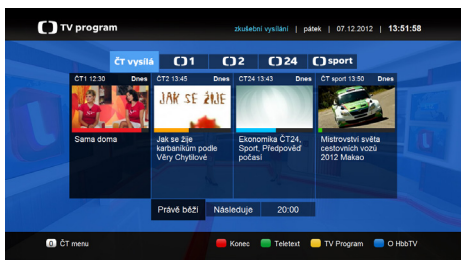 TV program
zkušební vysílání | pátek | 07.12.2012 | 13:51:58
ČT vysílá 1 2 24 sport
ČT1 12:30 Dnes
ČT2 13:45 Dnes
ČT24 13:43 Dnes
ČT sport 13:50 Dnes
JAK SE ŽIJE
Sama doma
Jak se žije
karbaníkům podle
Věry Chytilové
Ekonomika ČT24,
Sport, Předpověď
počasí
Mistrovství světa
cestovních vozů
2012 Makao
Právě běží Následuje 20:00
0 ČT menu
Konec Teletext TV Program O HbbTV